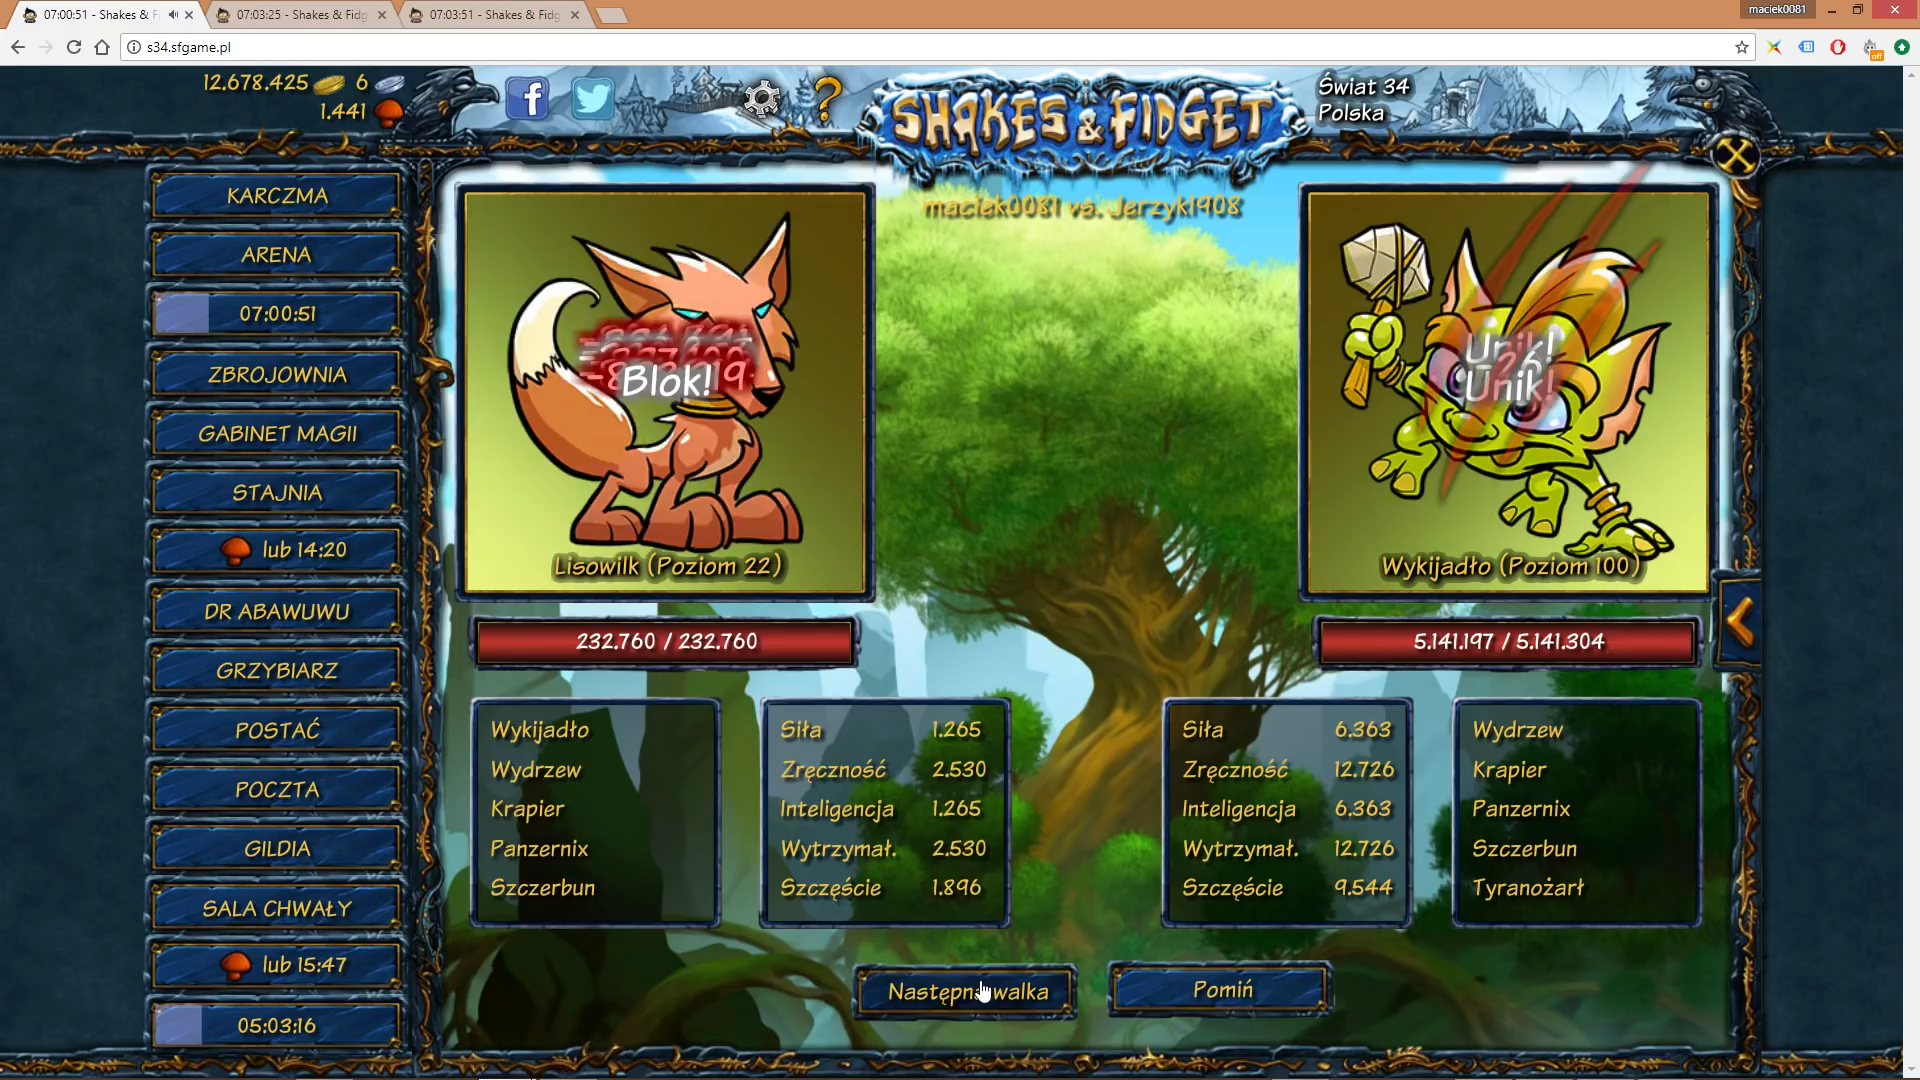 07:00:51 - Shakes & F
07:03:25 - Shakes & Fidg
07:03:51 - Shakes & Fidg
maciek0081
s34.sfgame.pl
off
12.678.425 6
1.441
f
?
SHAKES & FIDGET
Świat 34
Polska
KARCZMA
ARENA
07:00:51
ZBROJOWNIA
GABINET MAGII
STAJNIA
lub 14:20
DR ABAWUWU
GRZYBIARZ
POSTAĆ
POCZTA
GILDIA
SALA CHWAŁY
lub 15:47
05:03:16
maciek0081 vs. Jerzyk1908
Blok!
Unik!
26
Unik!
Lisowilk (Poziom 22)
Wykijadło (Poziom 100)
232.760 / 232.760
5.141.197 / 5.141.304
Wykijadło
Wydrzew
Krapier
Panzernix
Szczerbun
Siła 1.265
Zręczność 2.530
Inteligencja 1.265
Wytrzymał. 2.530
Szczęście 1.896
Siła 6.363
Zręczność 12.726
Inteligencja 6.363
Wytrzymał. 12.726
Szczęście 9.544
Wydrzew
Krapier
Panzernix
Szczerbun
Tyranożarł
Następna walka
Pomiń